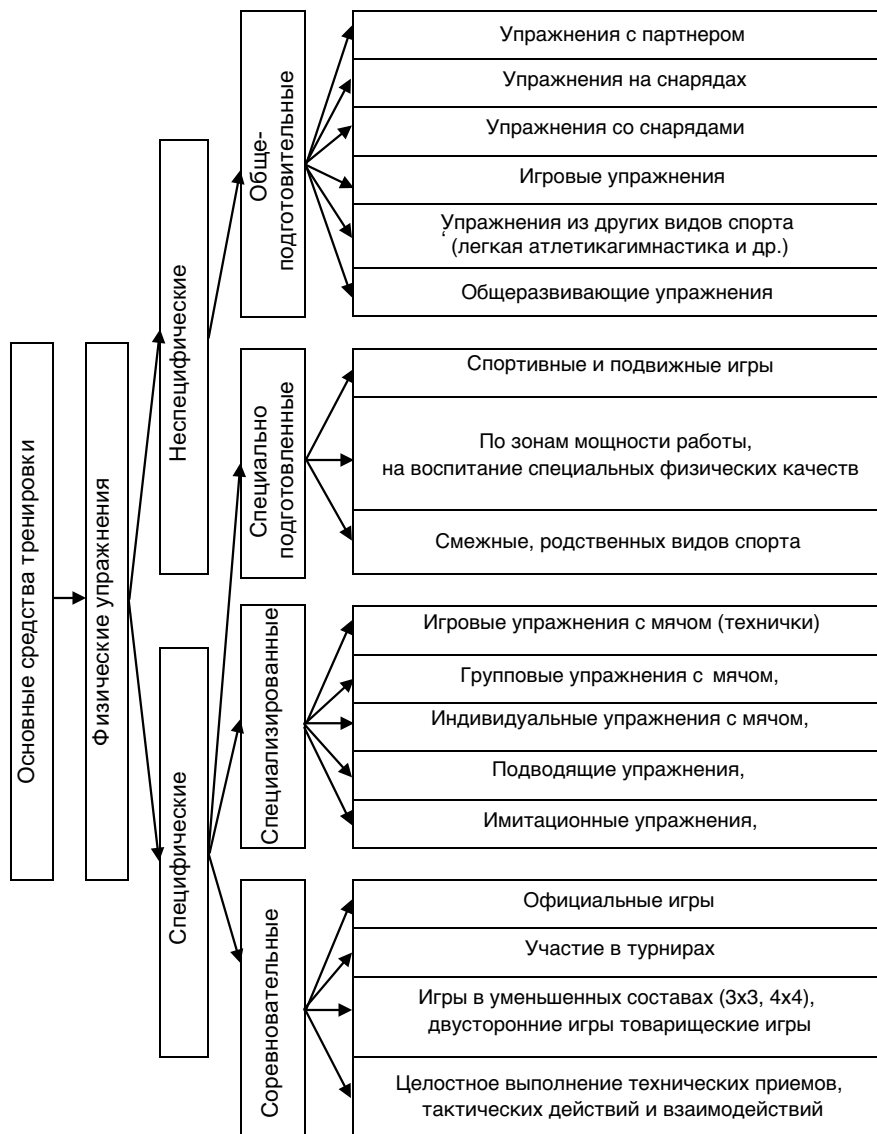 Основные средства тренировки
Физические упражнения
Неспецифические
Специфические
Обще-
подготовительные
Упражнения с партнером
Упражнения на снарядах
Упражнения со снарядами
Игровые упражнения
Упражнения из других видов спорта
(легкая атлетикагимнастика и др.)
Общеразвивающие упражнения
Специально
подготовленные
Спортивные и подвижные игры
По зонам мощности работы,
на воспитание специальных физических качеств
Смежные, родственных видов спорта
Специализированные
Игровые упражнения с мячом (технички)
Групповые упражнения с мячом,
Индивидуальные упражнения с мячом,
Подводящие упражнения,
Имитационные упражнения,
Соревновательные
Официальные игры
Участие в турнирах
Игры в уменьшенных составах (3х3, 4х4),
двусторонние игры товарищеские игры
Целостное выполнение технических приемов,
тактических действий и взаимодействий